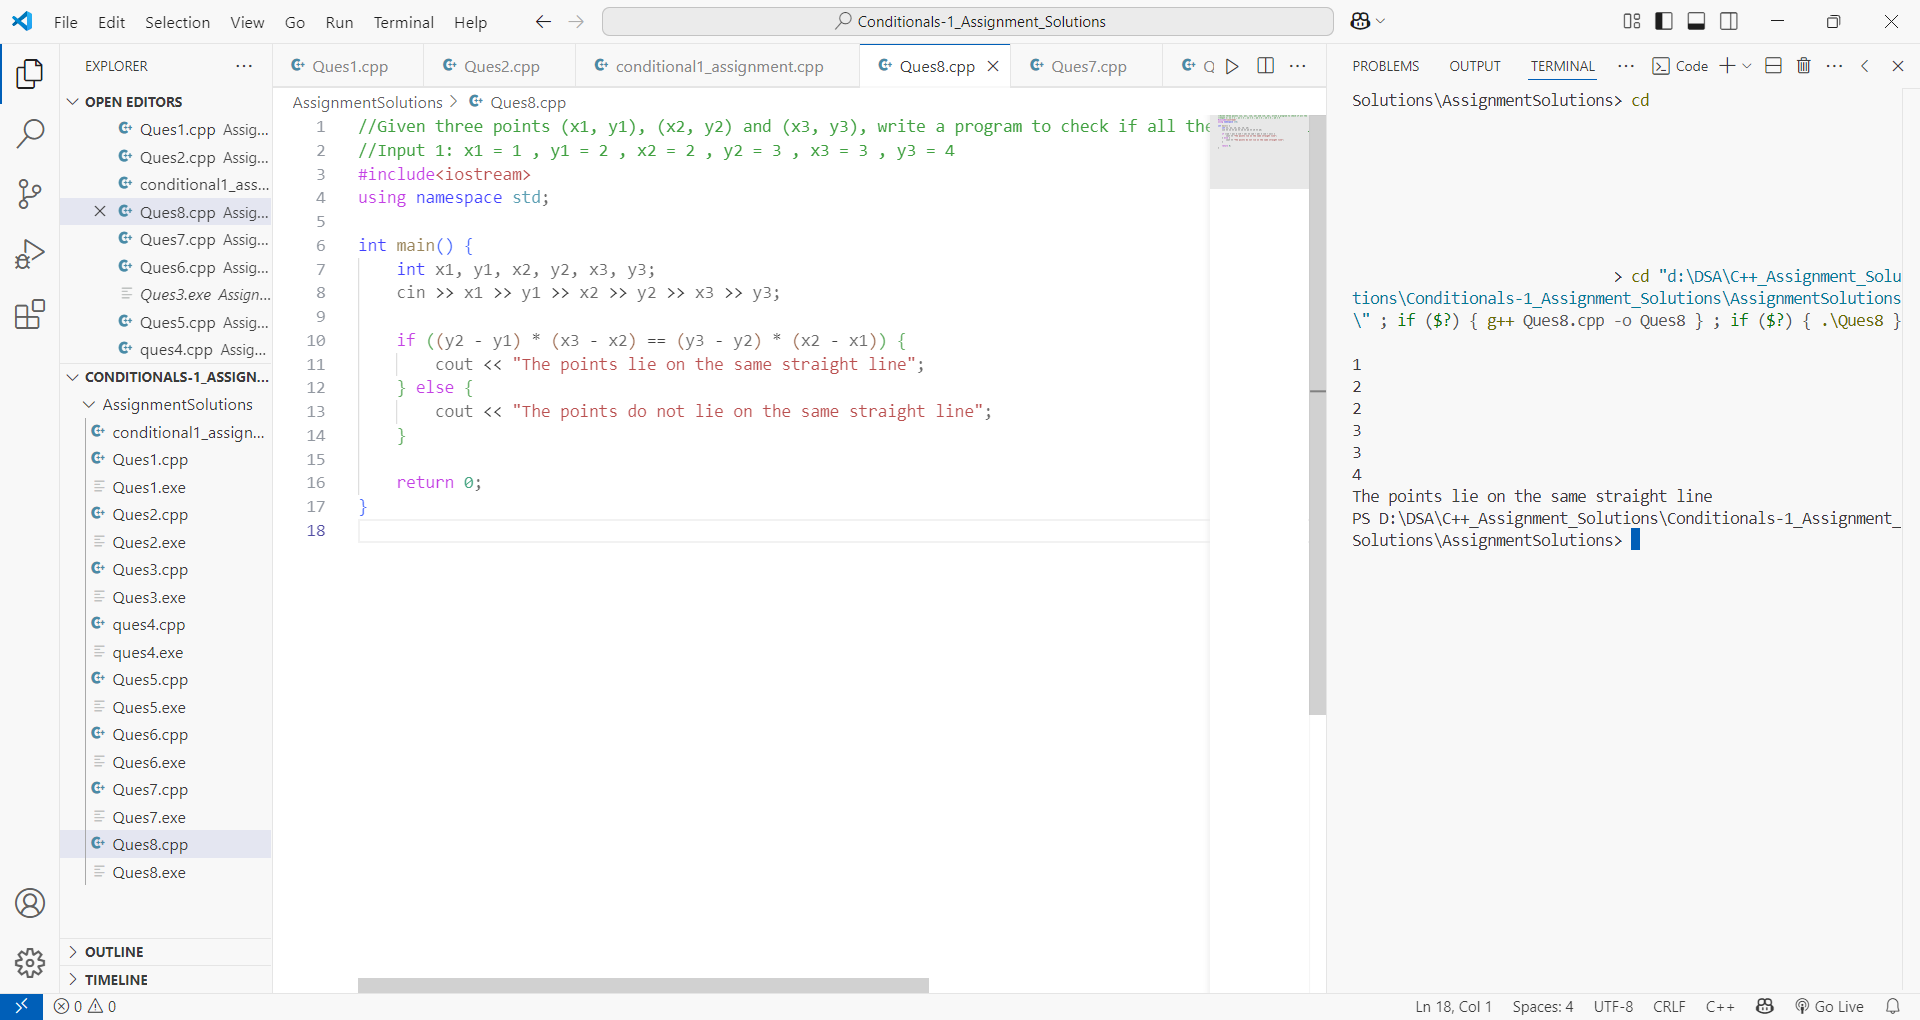 File Edit Selection View Go Run Terminal Help
Conditionals-1_Assignment_Solutions
EXPLORER
OPEN EDITORS
Ques1.cpp Assig...
Ques2.cpp Assig...
conditional1_ass...
Ques8.cpp Assig...
Ques7.cpp Assig...
Ques6.cpp Assig...
Ques3.exe Assign...
Ques5.cpp Assig...
ques4.cpp Assig...
CONDITIONALS-1_ASSIGN...
AssignmentSolutions
conditional1_assign...
Ques1.cpp
Ques1.exe
Ques2.cpp
Ques2.exe
Ques3.cpp
Ques3.exe
ques4.cpp
ques4.exe
Ques5.cpp
Ques5.exe
Ques6.cpp
Ques6.exe
Ques7.cpp
Ques7.exe
Ques8.cpp
Ques8.exe
OUTLINE
TIMELINE
Ques1.cpp Ques2.cpp conditional1_assignment.cpp Ques8.cpp Ques7.cpp Q
AssignmentSolutions > Ques8.cpp
1 //Given three points (x1, y1), (x2, y2) and (x3, y3), write a program to check if all the
2 //Input 1: x1 = 1 , y1 = 2 , x2 = 2 , y2 = 3 , x3 = 3 , y3 = 4
3 #include<iostream>
4 using namespace std;
5
6 int main() {
7 int x1, y1, x2, y2, x3, y3;
8 cin >> x1 >> y1 >> x2 >> y2 >> x3 >> y3;
9
10 if ((y2 - y1) * (x3 - x2) == (y3 - y2) * (x2 - x1)) {
11 cout << "The points lie on the same straight line";
12 } else {
13 cout << "The points do not lie on the same straight line";
14 }
15
16 return 0;
17 }
18
PROBLEMS OUTPUT TERMINAL Code
Solutions\AssignmentSolutions> cd
> cd "d:\DSA\C++_Assignment_Solu
tions\Conditionals-1_Assignment_Solutions\AssignmentSolutions
\" ; if ($?) { g++ Ques8.cpp -o Ques8 } ; if ($?) { .\Ques8 }
1
2
2
3
3
4
The points lie on the same straight line
PS D:\DSA\C++_Assignment_Solutions\Conditionals-1_Assignment_
Solutions\AssignmentSolutions>
0 0
Ln 18, Col 1 Spaces: 4 UTF-8 CRLF C++ Go Live